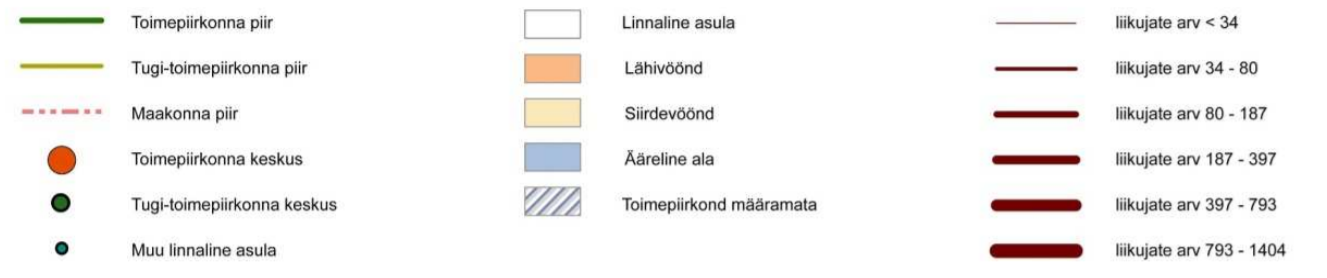 Toimepiirkonna piir
Tugi-toimepiirkonna piir
Maakonna piir
Toimepiirkonna keskus
Tugi-toimepiirkonna keskus
Muu linnaline asula
Linnaline asula
Lähivöönd
Siirdevöönd
Ääreline ala
Toimepiirkond määramata
liikujate arv < 34
liikujate arv 34 - 80
liikujate arv 80 - 187
liikujate arv 187 - 397
liikujate arv 397 - 793
liikujate arv 793 - 1404